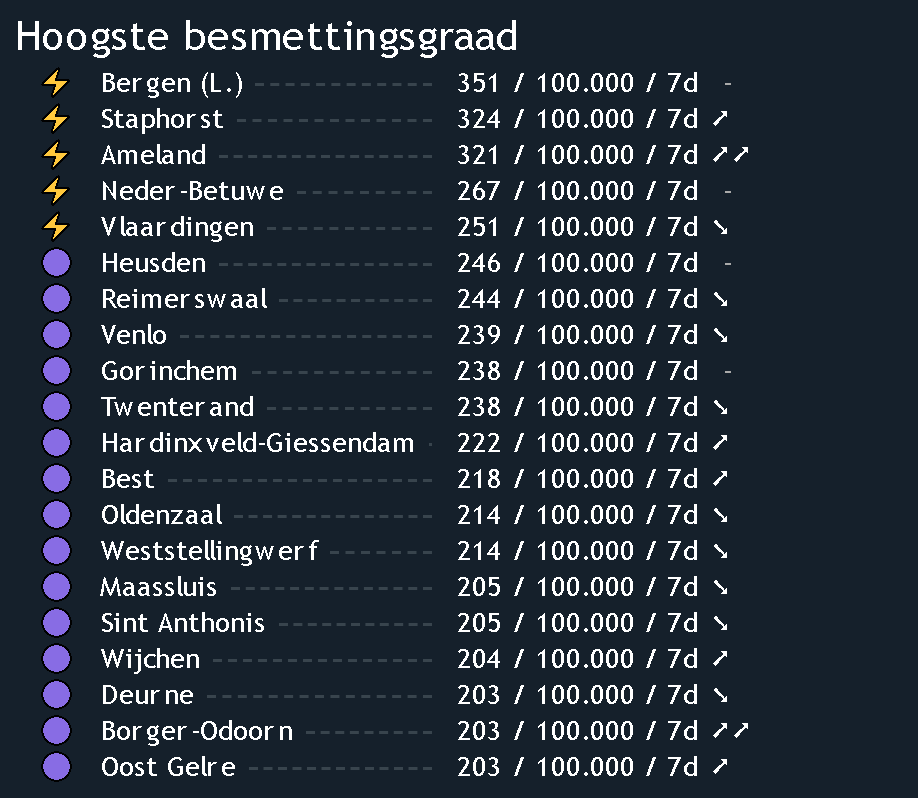 Hoogste besmettingsgraad
Bergen (L.) 351 / 100.000 / 7d -
Staphorst 324 / 100.000 / 7d ↗
Ameland 321 / 100.000 / 7d ↗↗
Neder-Betuwe 267 / 100.000 / 7d -
Vlaardingen 251 / 100.000 / 7d ↘
Heusden 246 / 100.000 / 7d -
Reimerswaal 244 / 100.000 / 7d ↘
Venlo 239 / 100.000 / 7d ↘
Gorinchem 238 / 100.000 / 7d -
Twenterand 238 / 100.000 / 7d ↘
Hardinxveld-Giessendam 222 / 100.000 / 7d ↗
Best 218 / 100.000 / 7d ↗
Oldenzaal 214 / 100.000 / 7d ↘
Weststellingwerf 214 / 100.000 / 7d ↘
Maassluis 205 / 100.000 / 7d ↘
Sint Anthonis 205 / 100.000 / 7d ↘
Wijchen 204 / 100.000 / 7d ↗
Deurne 203 / 100.000 / 7d ↘
Borger-Odoorn 203 / 100.000 / 7d ↗↗
Oost Gelre 203 / 100.000 / 7d ↗